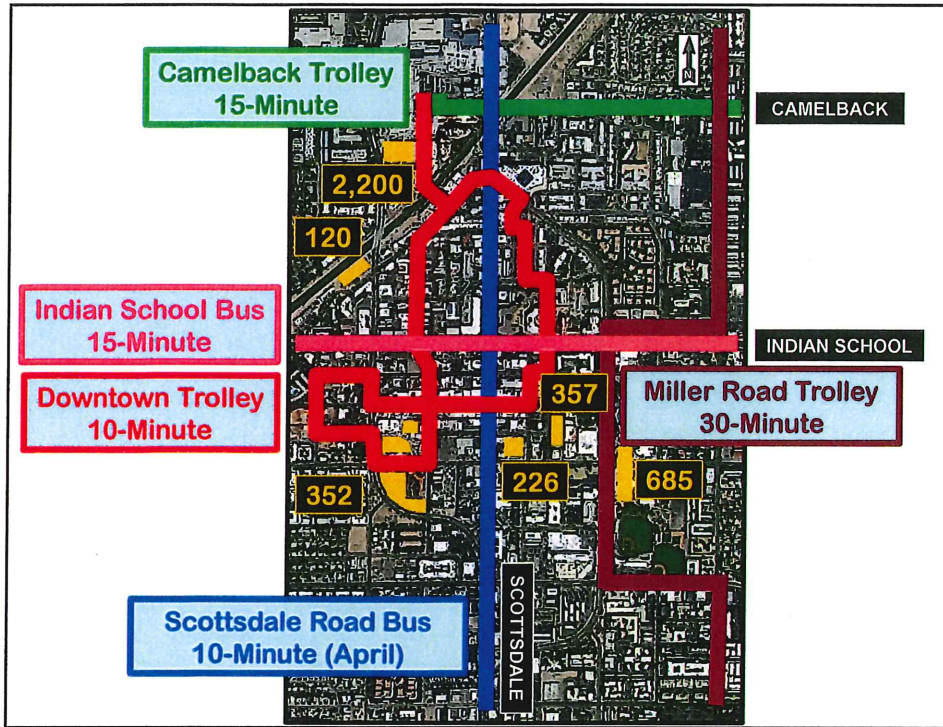 Camelback Trolley
15-Minute
N
CAMELBACK
2,200
120
Indian School Bus
15-Minute
INDIAN SCHOOL
Downtown Trolley
10-Minute
357
Miller Road Trolley
30-Minute
352
226
685
Scottsdale Road Bus
10-Minute (April)
SCOTTSDALE